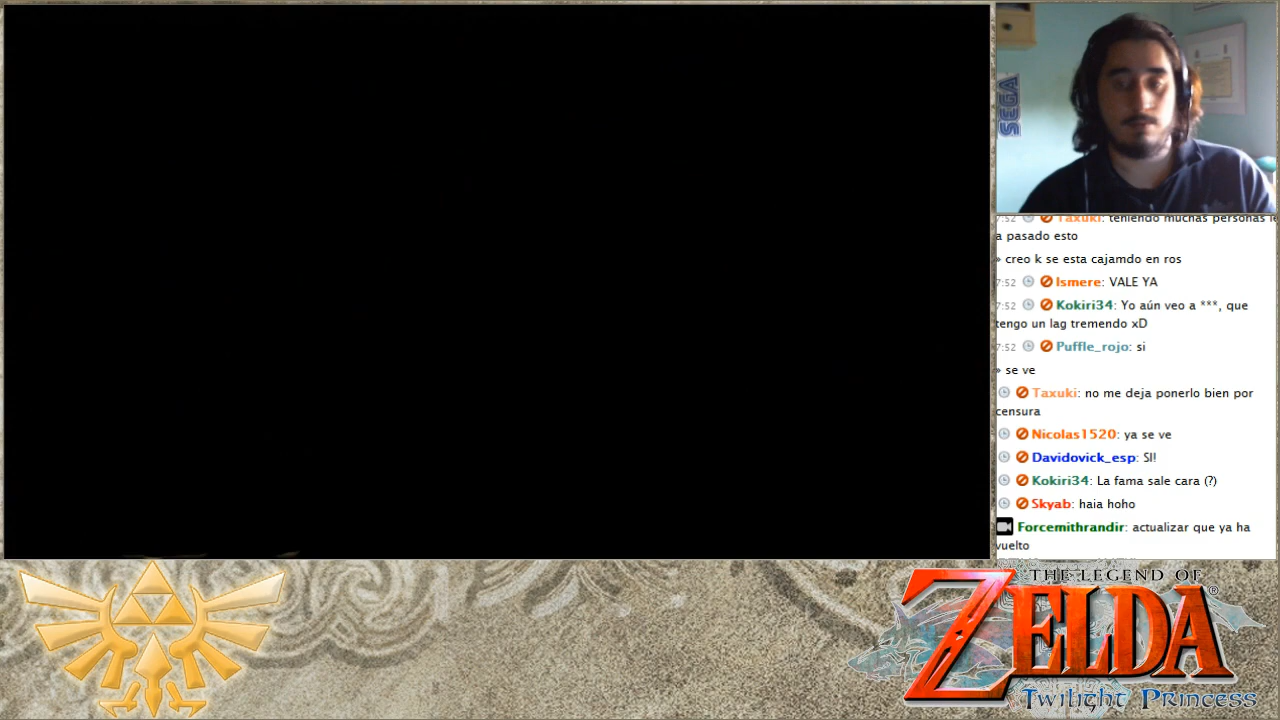 SEGA
7:52 Taxuki: teniendo muchas personas le
a pasado esto
» creo k se esta cajamdo en ros
7:52 Ismere: VALE YA
7:52 Kokiri34: Yo aún veo a ***, que
tengo un lag tremendo xD
7:52 Puffle_rojo: si
» se ve
Taxuki: no me deja ponerlo bien por
censura
Nicolas1520: ya se ve
Davidovick_esp: SI!
Kokiri34: La fama sale cara (?)
Skyab: haia hoho
Forcemithrandir: actualizar que ya ha
vuelto
THE LEGEND OF
ZELDA®
Twilight Princess